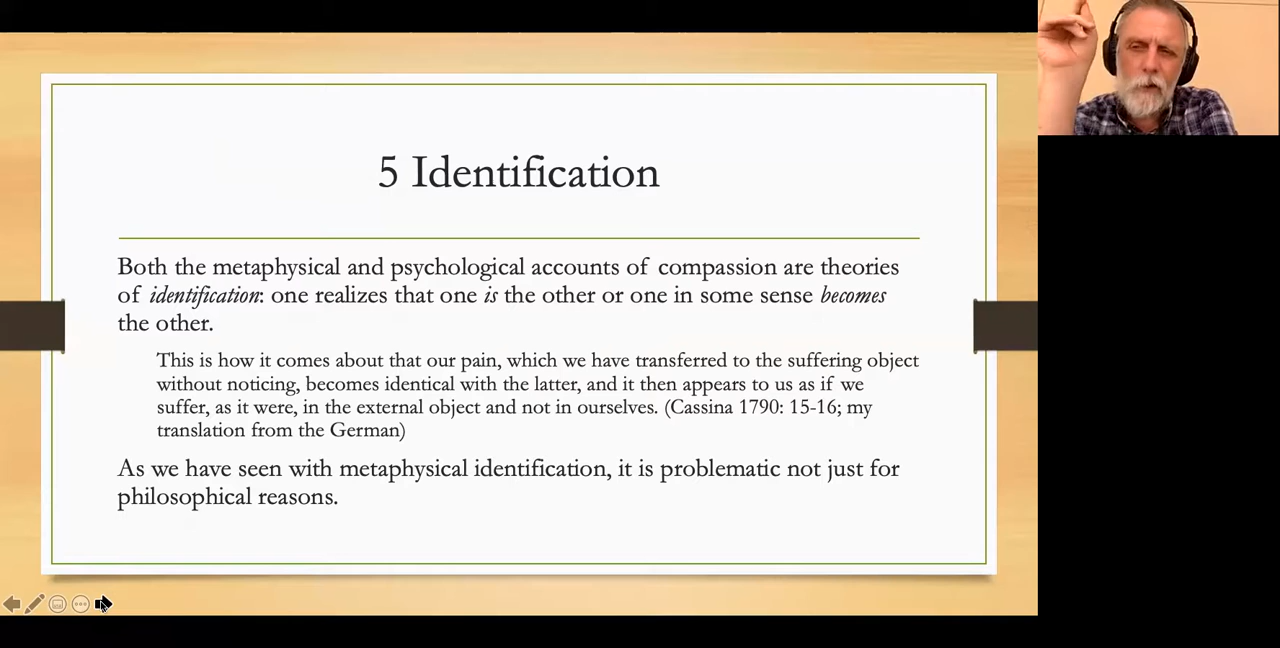 5 Identification
Both the metaphysical and psychological accounts of compassion are theories
of identification: one realizes that one is the other or one in some sense becomes
the other.
This is how it comes about that our pain, which we have transferred to the suffering object
without noticing, becomes identical with the latter, and it then appears to us as if we
suffer, as it were, in the external object and not in ourselves. (Cassina 1790: 15-16; my
translation from the German)
As we have seen with metaphysical identification, it is problematic not just for
philosophical reasons.